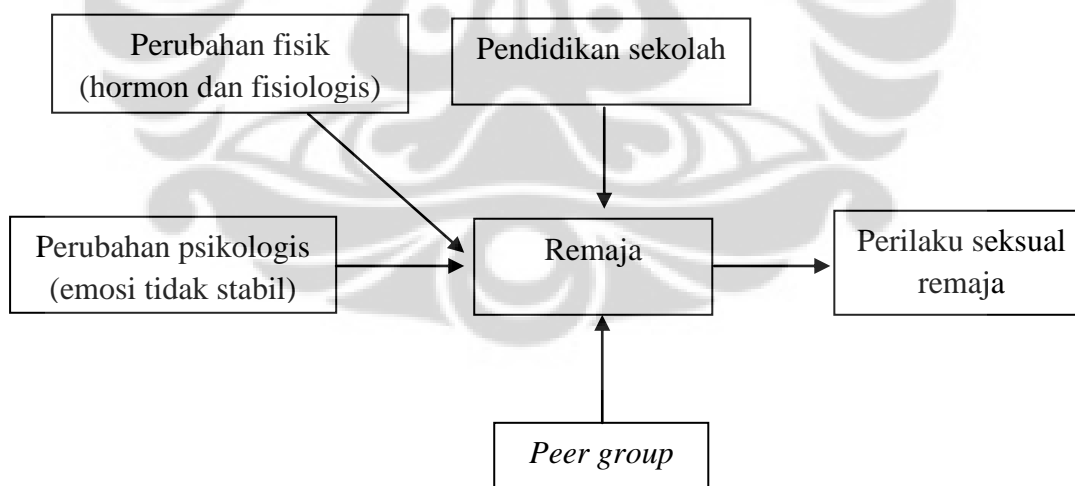 Perubahan fisik
(hormon dan fisiologis)
Pendidikan sekolah
Perubahan psikologis
(emosi tidak stabil)
Remaja
Perilaku seksual
remaja
Peer group